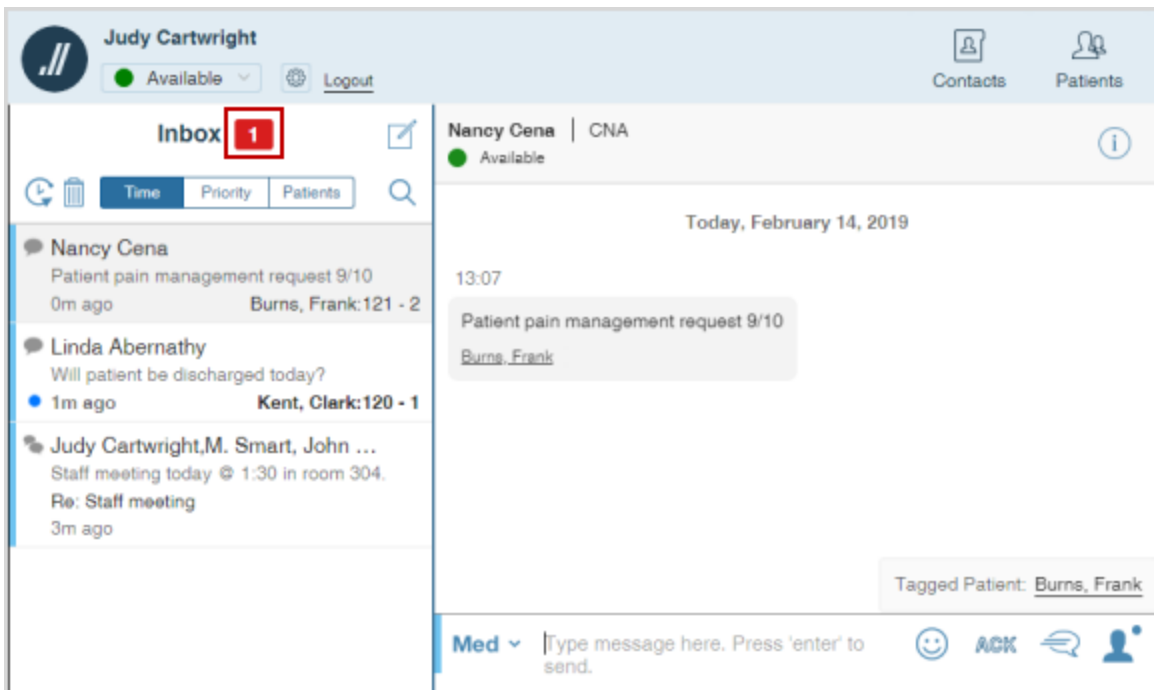 Judy Cartwright
Available
Logout
Contacts
Patients
Inbox 1
Time Priority Patients
Nancy Cena
Patient pain management request 9/10
0m ago Burns, Frank:121 - 2
Linda Abernathy
Will patient be discharged today?
1m ago Kent, Clark:120 - 1
Judy Cartwright,M. Smart, John ...
Staff meeting today @ 1:30 in room 304.
Re: Staff meeting
3m ago
Nancy Cena | CNA
Available
i
Today, February 14, 2019
13:07
Patient pain management request 9/10
Burns, Frank
Tagged Patient: Burns, Frank
Med Type message here. Press 'enter' to
send.
ACK